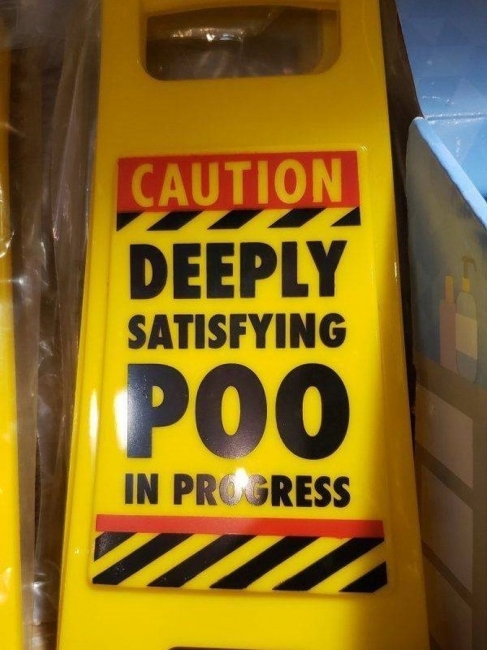 CAUTION
DEEPLY
SATISFYING
POO
IN PROGRESS